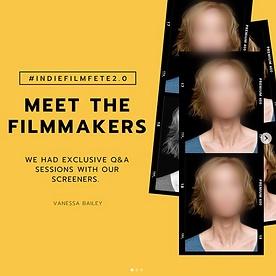 #INDIEFILMFETE2.0
MEET THE
FILMMAKERS
WE HAD EXCLUSIVE Q&A
SESSIONS WITH OUR
SCREENERS.
VANESSA BAILEY